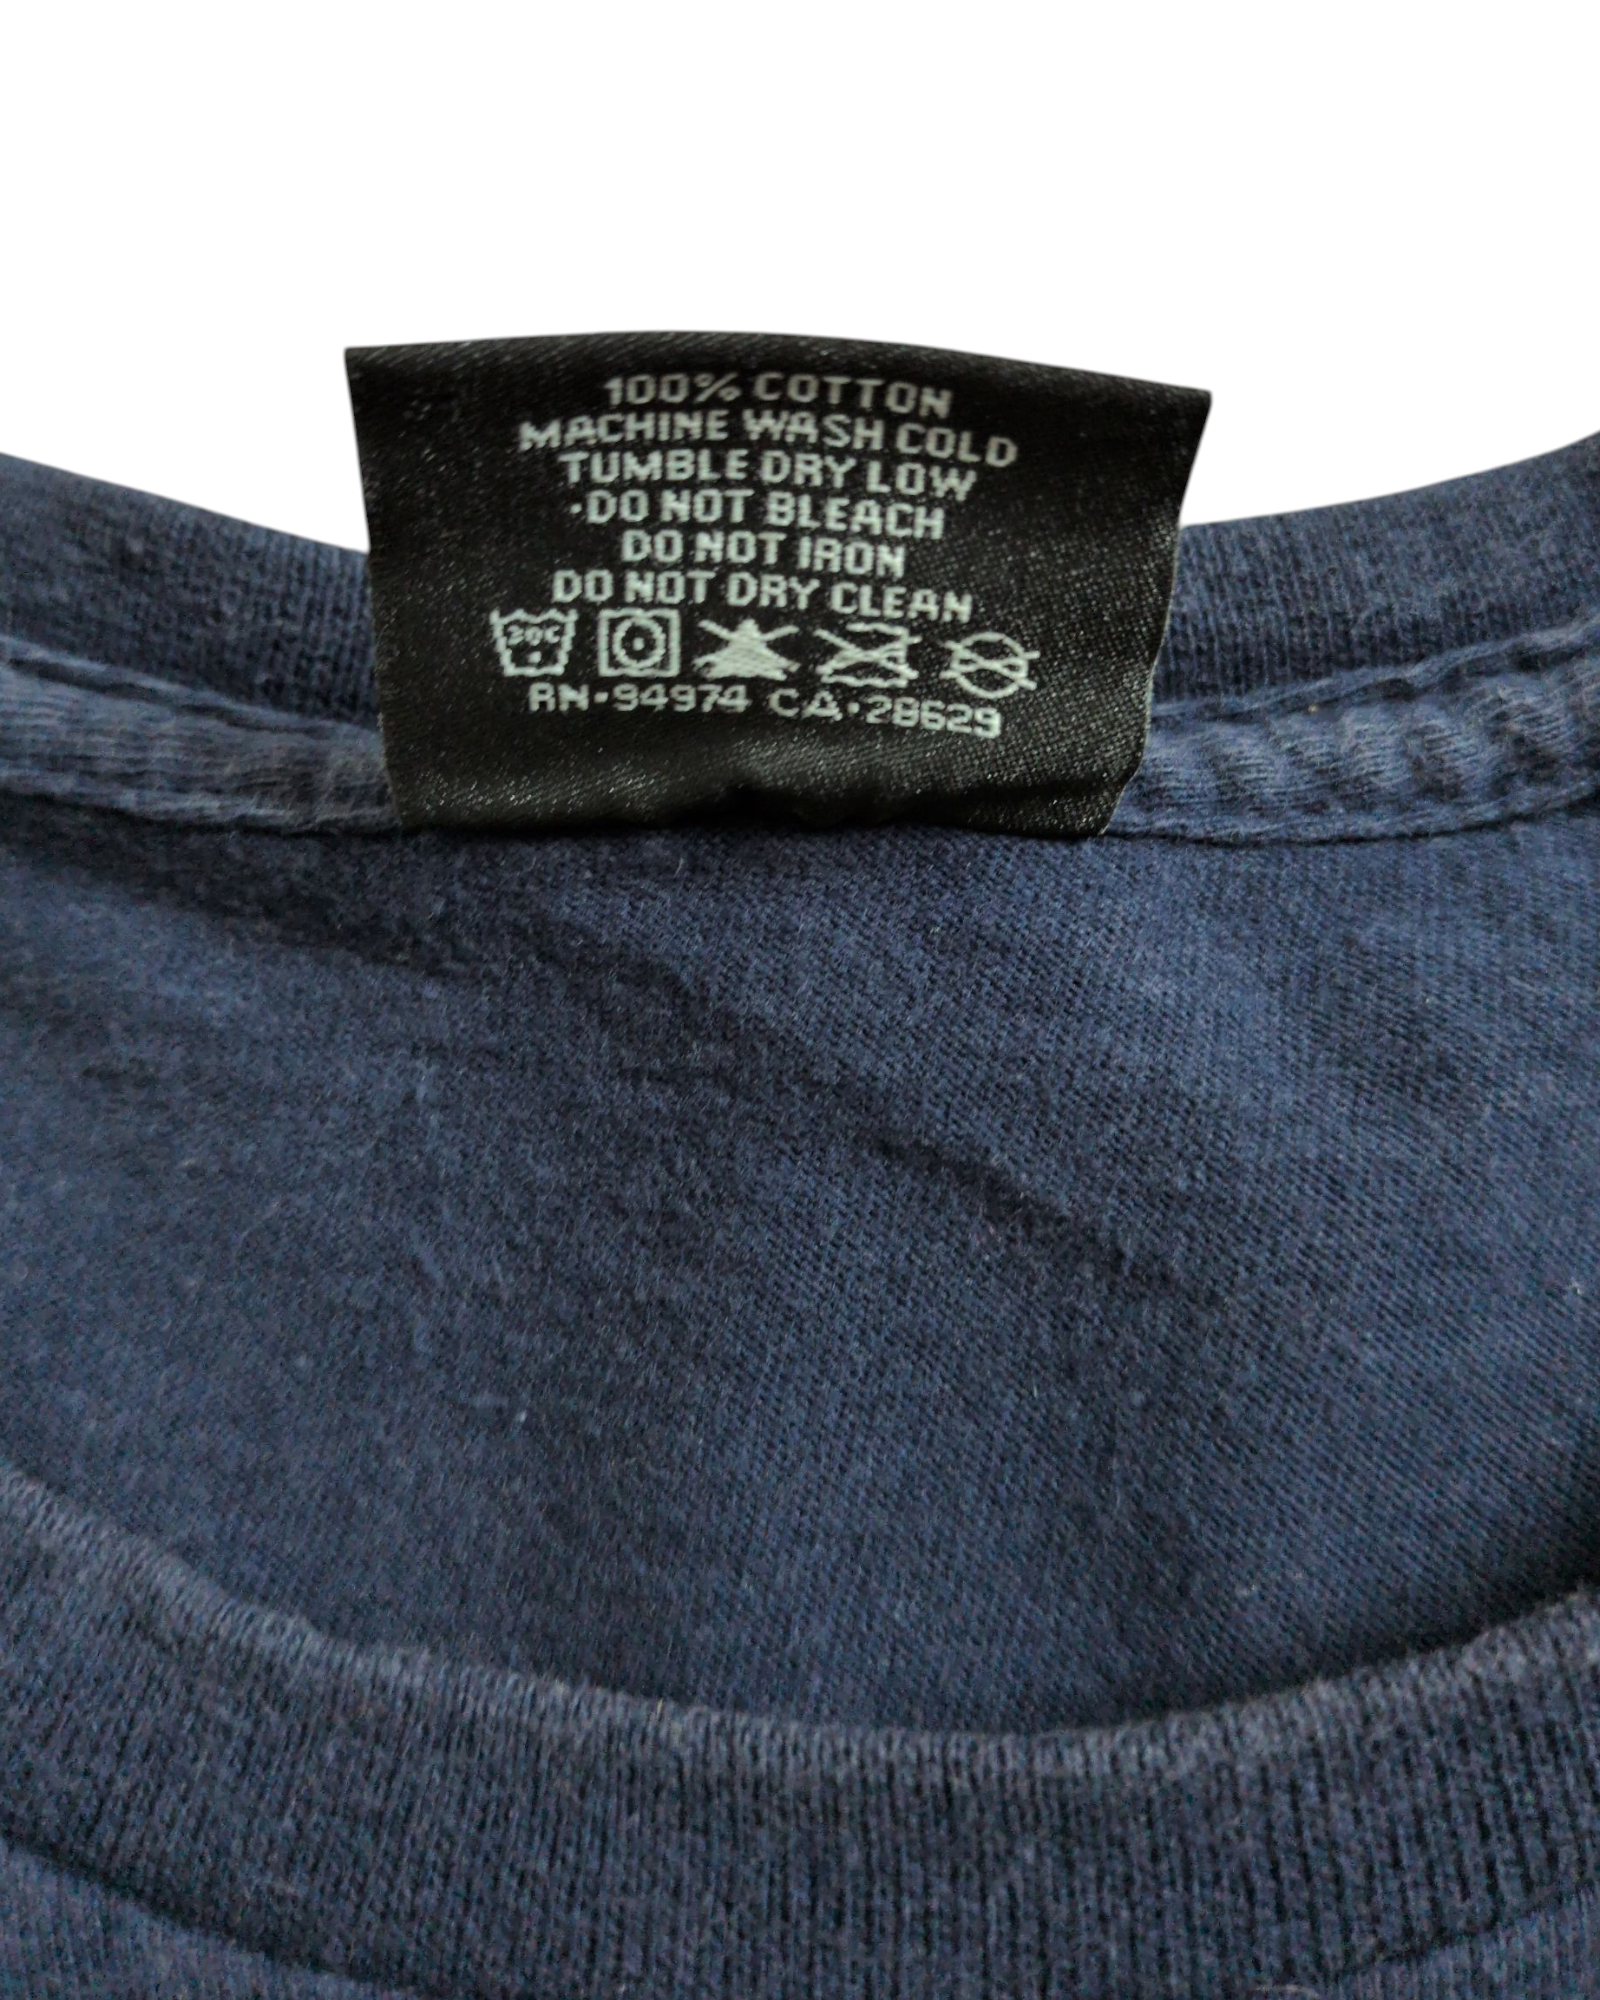 100% COTTON
MACHINE WASH COLD
TUMBLE DRY LOW
·DO NOT BLEACH
DO NOT IRON
DO NOT DRY CLEAN
30C
RN·94974 CA·28629